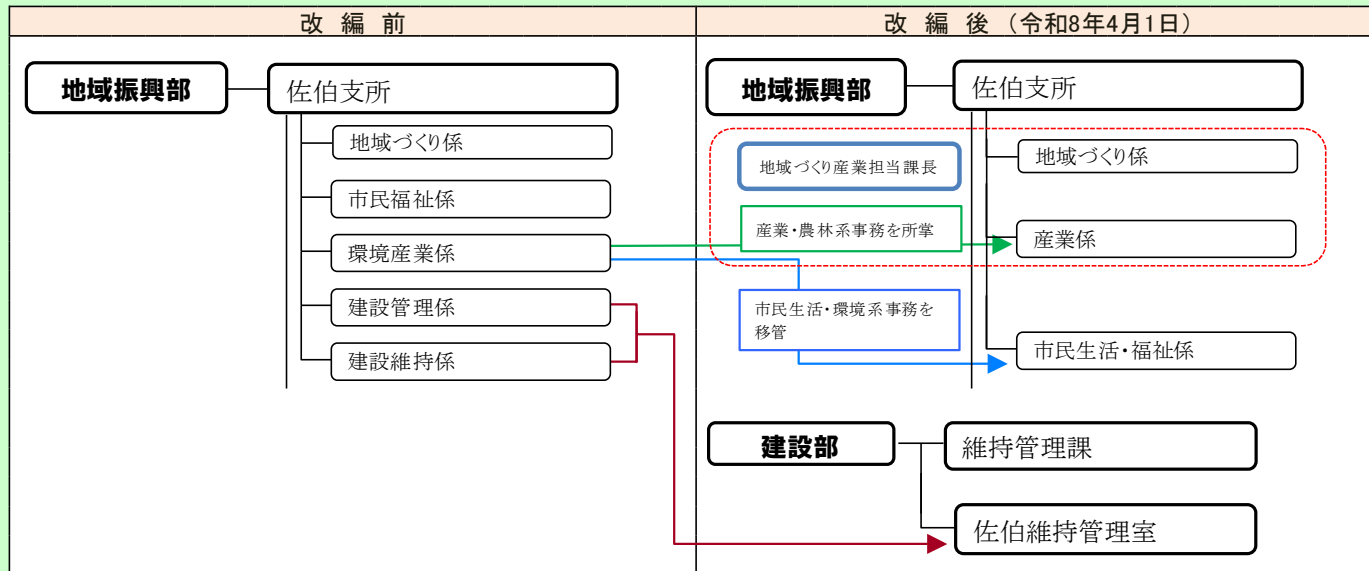 改 編 前
地域振興部
佐伯支所
地域づくり係
市民福祉係
環境産業係
建設管理係
建設維持係
改 編 後 (令和8年4月1日)
地域振興部
佐伯支所
地域づくり産業担当課長
地域づくり係
産業・農林系事務を所掌
産業係
市民生活・環境系事務を
移管
市民生活・福祉係
建設部
維持管理課
佐伯維持管理室